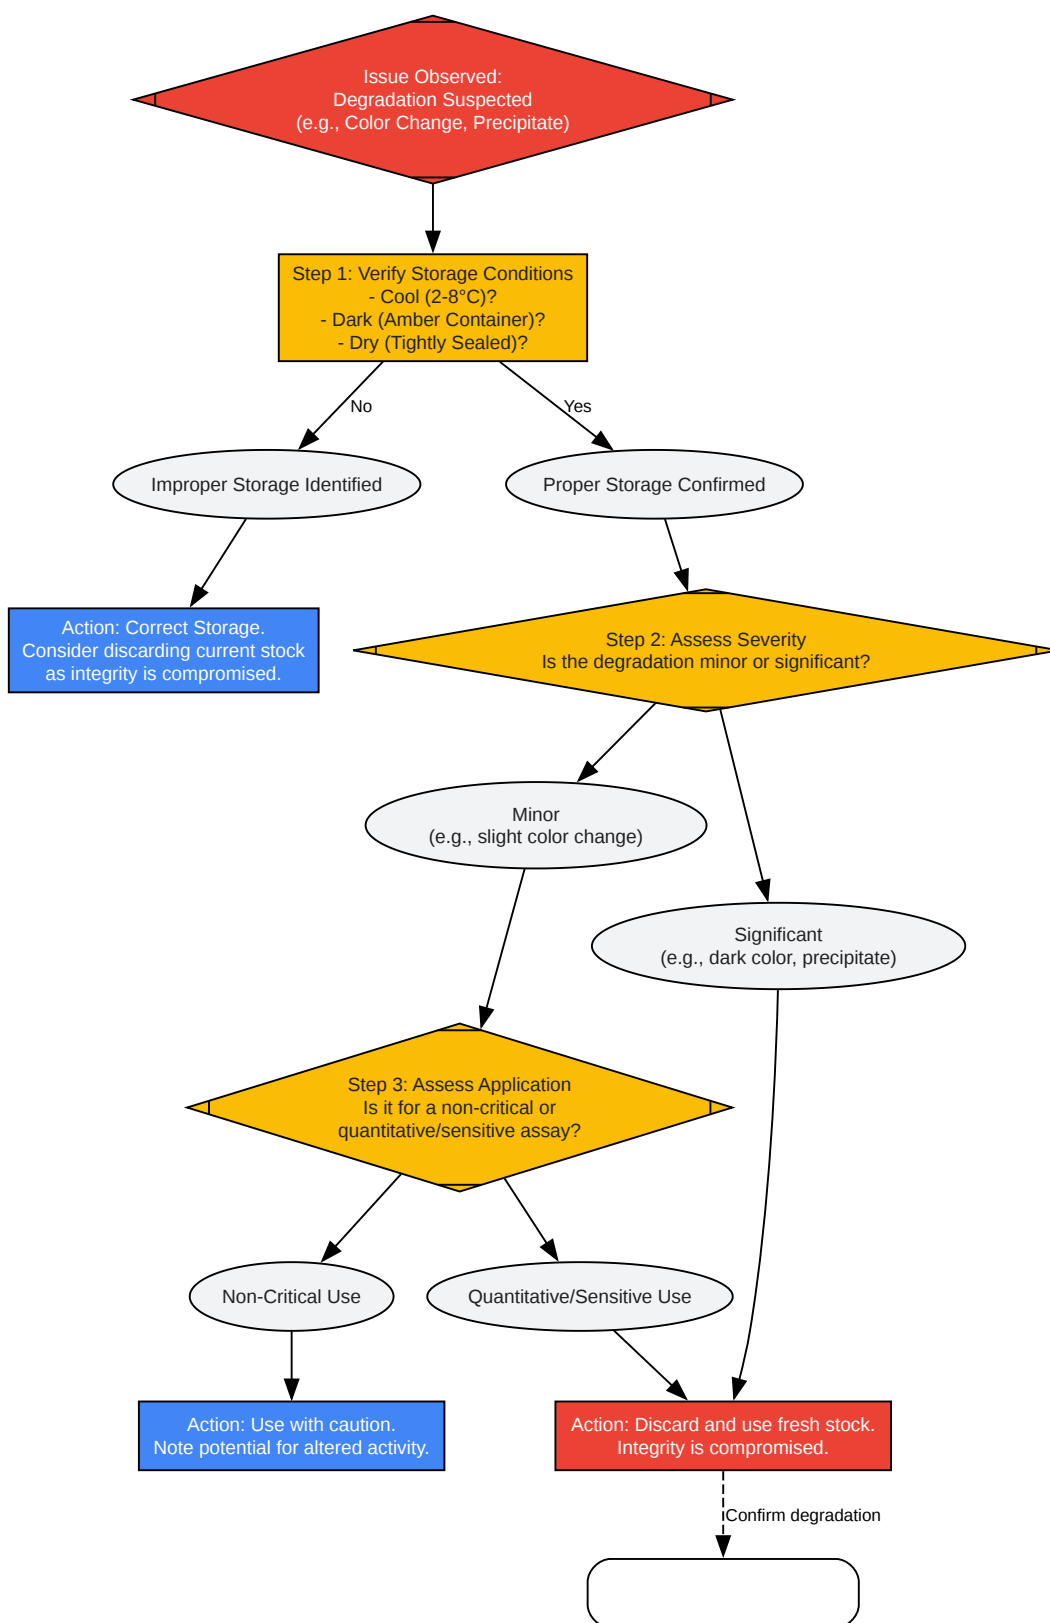 Issue Observed:
Degradation Suspected
(e.g., Color Change, Precipitate)
Step 1: Verify Storage Conditions
- Cool (2-8°C)?
- Dark (Amber Container)?
- Dry (Tightly Sealed)?
No
Yes
Improper Storage Identified
Proper Storage Confirmed
Action: Correct Storage.
Consider discarding current stock
as integrity is compromised.
Step 2: Assess Severity
Is the degradation minor or significant?
Minor
(e.g., slight color change)
Significant
(e.g., dark color, precipitate)
Step 3: Assess Application
Is it for a non-critical or
quantitative/sensitive assay?
Non-Critical Use
Quantitative/Sensitive Use
Action: Use with caution.
Note potential for altered activity.
Action: Discard and use fresh stock.
Integrity is compromised.
Confirm degradation